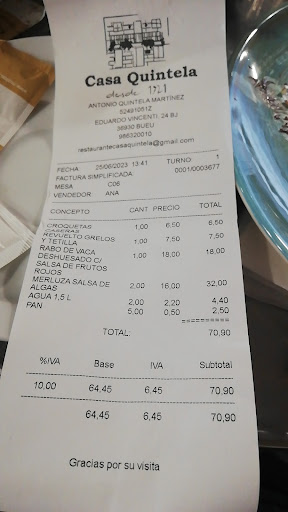 Casa Quintela
desde 1921
ANTONIO QUINTELA MARTÍNEZ
52491081Z
EDUARDO VINCENTI, 24 BJ
36930 BUEU
986320010
restaurantecasaquintela@gmail.com
FECHA 25/06/2023 13:41 TURNO 1
FACTURA SIMPLIFICADA 0001/0003677
MESA C06
VENDEDOR ANA
CONCEPTO CANT PRECIO TOTAL
CROQUETAS 1,00 6,50 6,50
CASERAS
REVUELTO GRELOS 1,00 7,50 7,50
Y TETILLA
RABO DE VACA 1,00 18,00 18,00
DESHUESADO C/
SALSA DE FRUTOS
ROJOS
MERLUZA SALSA DE 2,00 16,00 32,00
ALGAS
AGUA 1,5 L 2,00 2,20 4,40
PAN 5,00 0,50 2,50
==========
TOTAL: 70,90
%IVA Base IVA Subtotal
10,00 64,45 6,45 70,90
64,45 6,45 70,90
Gracias por su visita